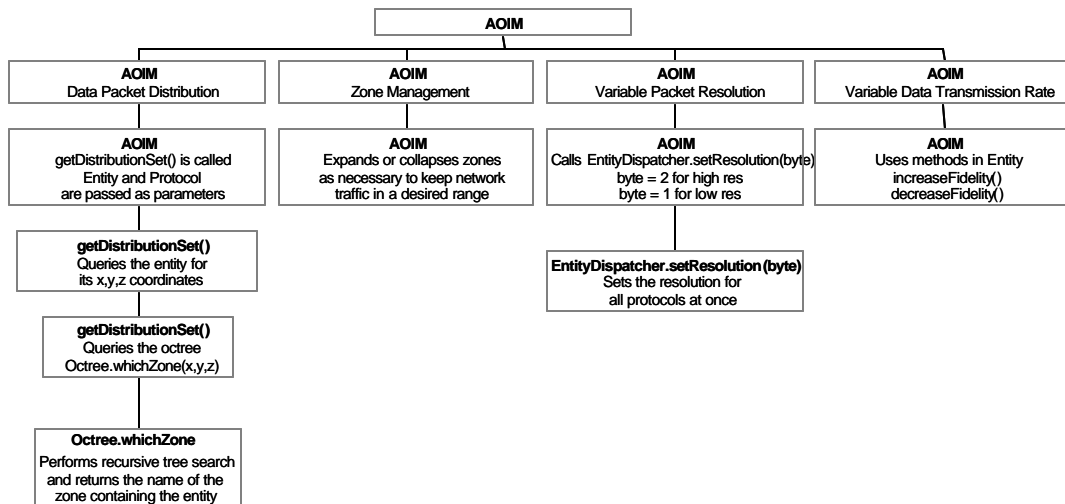 AOIM
AOIM
Data Packet Distribution
AOIM
Zone Management
AOIM
Variable Packet Resolution
AOIM
Variable Data Transmission Rate
AOIM
getDistributionSet() is called
Entity and Protocol
are passed as parameters
AOIM
Expands or collapses zones
as necessary to keep network
traffic in a desired range
AOIM
Calls EntityDispatcher.setResolution(byte)
byte = 2 for high res
byte = 1 for low res
AOIM
Uses methods in Entity
increaseFidelity()
decreaseFidelity()
getDistributionSet()
Queries the entity for
its x,y,z coordinates
EntityDispatcher.setResolution(byte)
Sets the resolution for
all protocols at once
getDistributionSet()
Queries the octree
Octree.whichZone(x,y,z)
Octree.whichZone
Performs recursive tree search
and returns the name of the
zone containing the entity